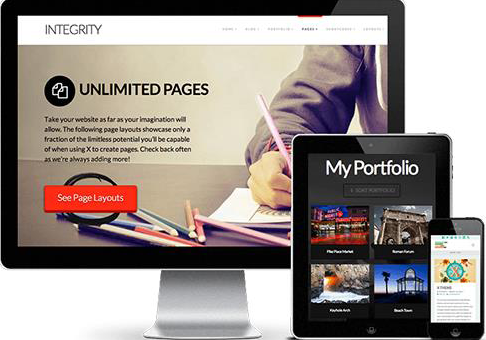 INTEGRITY
HOME BLOG PORTFOLIO PAGES SHORTCODES
UNLIMITED PAGES
Take your website as far as your imagination will
allow. The following page layouts showcase only a
fraction of the limitless potential you'll be capable
of when using X to create pages. Check back often
as we're always adding more!
See Page Layouts
My Portfolio
SORT PORTFOLIO
Pike Place Market
Roman Forum
Keyhole Arch
Beach Town